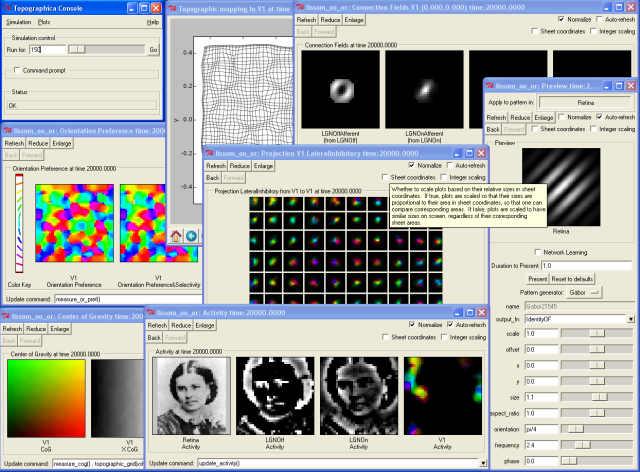 Topographica Console
Simulation Plots Help
Simulation control
Run for: 150 Go
Command prompt
Status
OK
Topographic mapping to V1 at time
0.4
0.2
y 0.0
-0.2
-0.4
lissom_oo_or: Connection Fields V1 (0.000,0.000) time:20000.0000
Refresh Reduce Enlarge Normalize Auto-refresh
Back Forward Sheet coordinates Integer scaling
Connection Fields at time 20000.0000
LGNOffAfferent
(from LGNOff)
LGNOnAfferent
(from LGNOn)
lissom_oo_or: Orientation Preference time:200
Refresh Reduce Enlarge
Back Forward
Orientation Preference at time 20000.0000
Color Key
V1
Orientation Preference
V1
Orientation Preference&Selectivity
Update command: measure_or_pref()
lissom_oo_or: Projection V1 LateralInhibitory time:20000.0000
Refresh Reduce Enlarge Normalize Auto-refresh
Back Forward Sheet coordinates Integer scaling
Projection LateralInhibitory from V1 to V1 at time 20000.0000
Whether to scale plots based on their relative sizes in sheet
coordinates. If true, plots are scaled so that their sizes are
proportional to their area in sheet coordinates, so that one can
compare corresponding areas. If false, plots are scaled to have
similar sizes on screen, regardless of their corresponding
sheet areas.
lissom_oo_or: Preview time:2...
Apply to pattern in: Retina
Refresh Reduce Enlarge Normalize Auto-refresh
Back Forward Sheet coordinates Integer scaling
Preview
Retina
Network Learning
Duration to Present: 1.0
Present Reset to defaults
Pattern generator: Gabor
name Gabor21545
output_fn IdentityOF
scale 1.0
offset 0.0
x 0.0
y 0.0
size 1.1
aspect_ratio 1.0
orientation pi/4
frequency 2.4
phase 0.0
lissom_oo_or: Center of Gravity time:20
Refresh Reduce Enlarge
Back Forward
Center of Gravity at time 20000.0000
V1
CoG
V1
X CoG
Update command: measure_cog() ; topographic_grid(xl
lissom_oo_or: Activity time:20000.0000
Refresh Reduce Enlarge Normalize Auto-refresh
Back Forward Sheet coordinates Integer scaling
Activity at time 20000.0000
Retina
Activity
LGNOff
Activity
LGNOn
Activity
V1
Activity
Update command: update_activity()